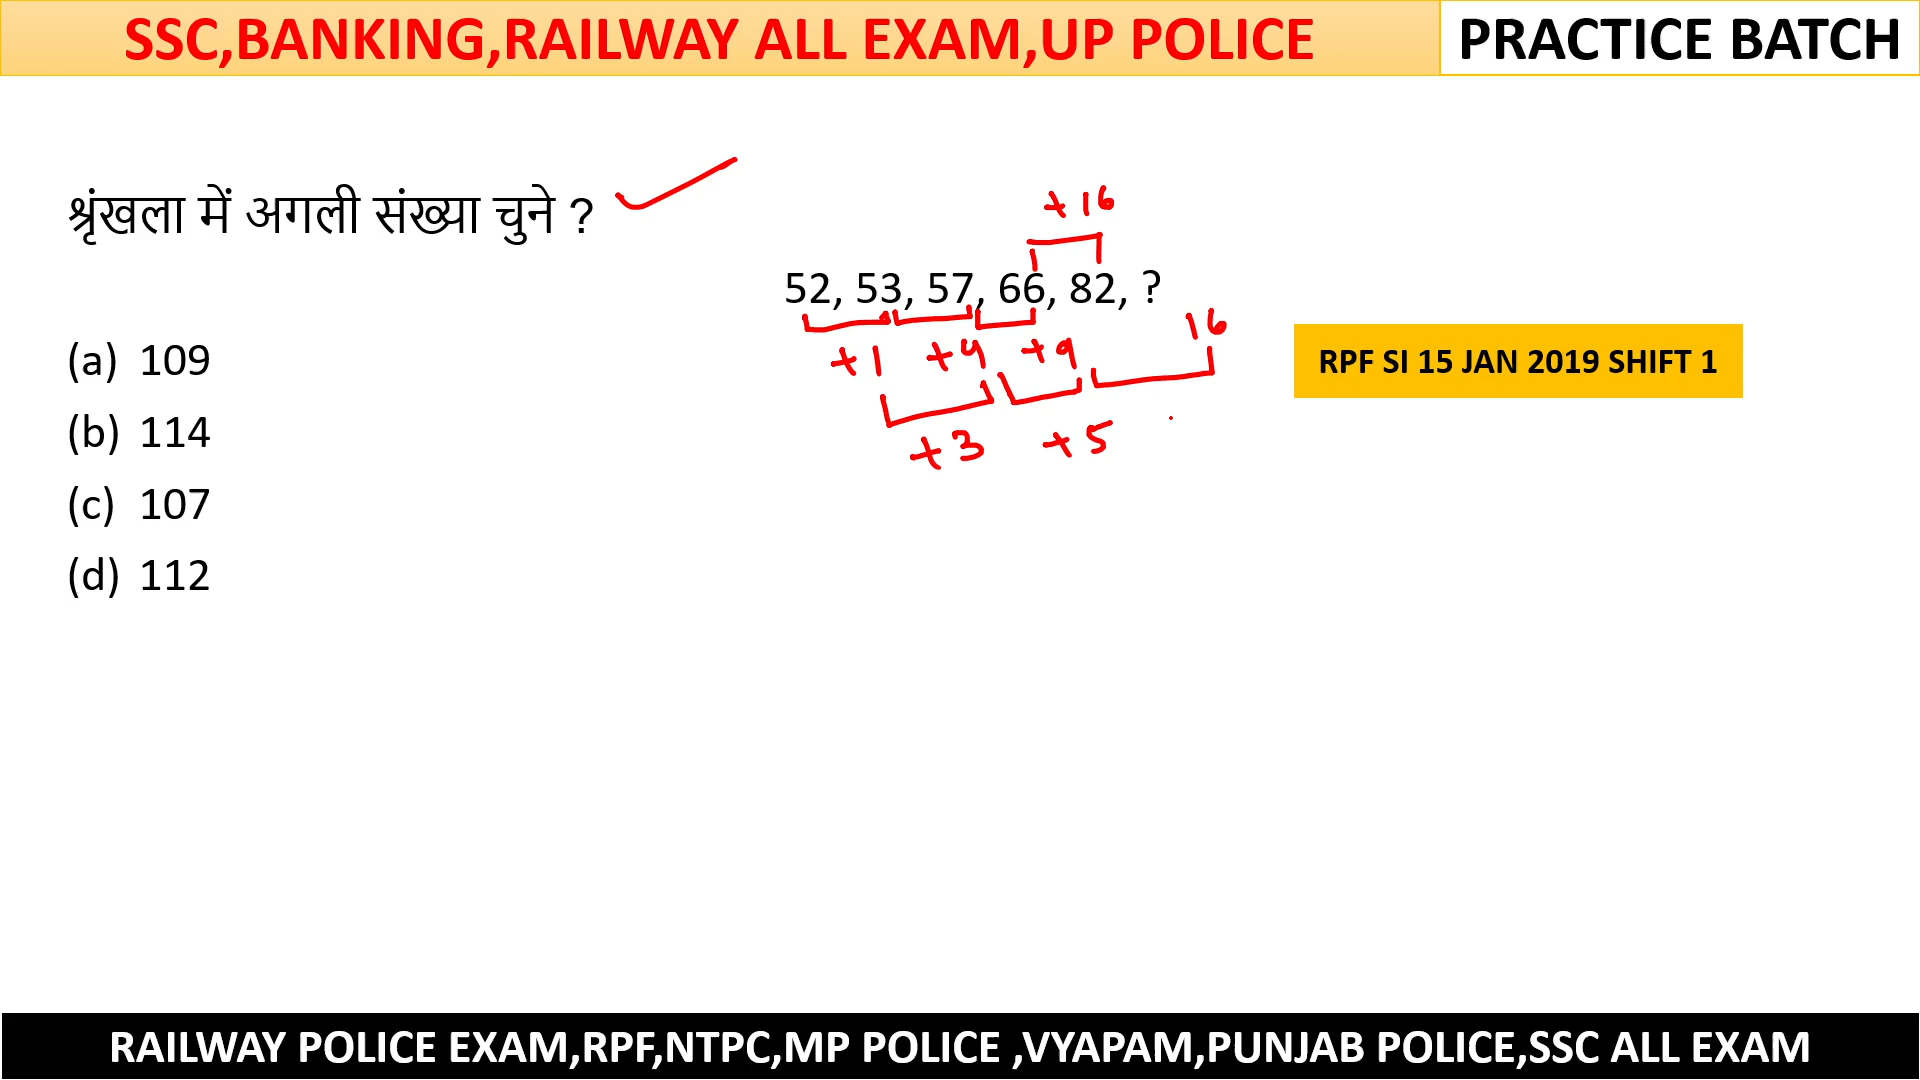 SSC,BANKING,RAILWAY ALL EXAM,UP POLICE
PRACTICE BATCH
श्रृंखला में अगली संख्या चुने ?
+16
52, 53, 57, 66, 82, ?
16
+1 +4 +9
+3 +5
(a) 109
(b) 114
(c) 107
(d) 112
RPF SI 15 JAN 2019 SHIFT 1
RAILWAY POLICE EXAM,RPF,NTPC,MP POLICE ,VYAPAM,PUNJAB POLICE,SSC ALL EXAM